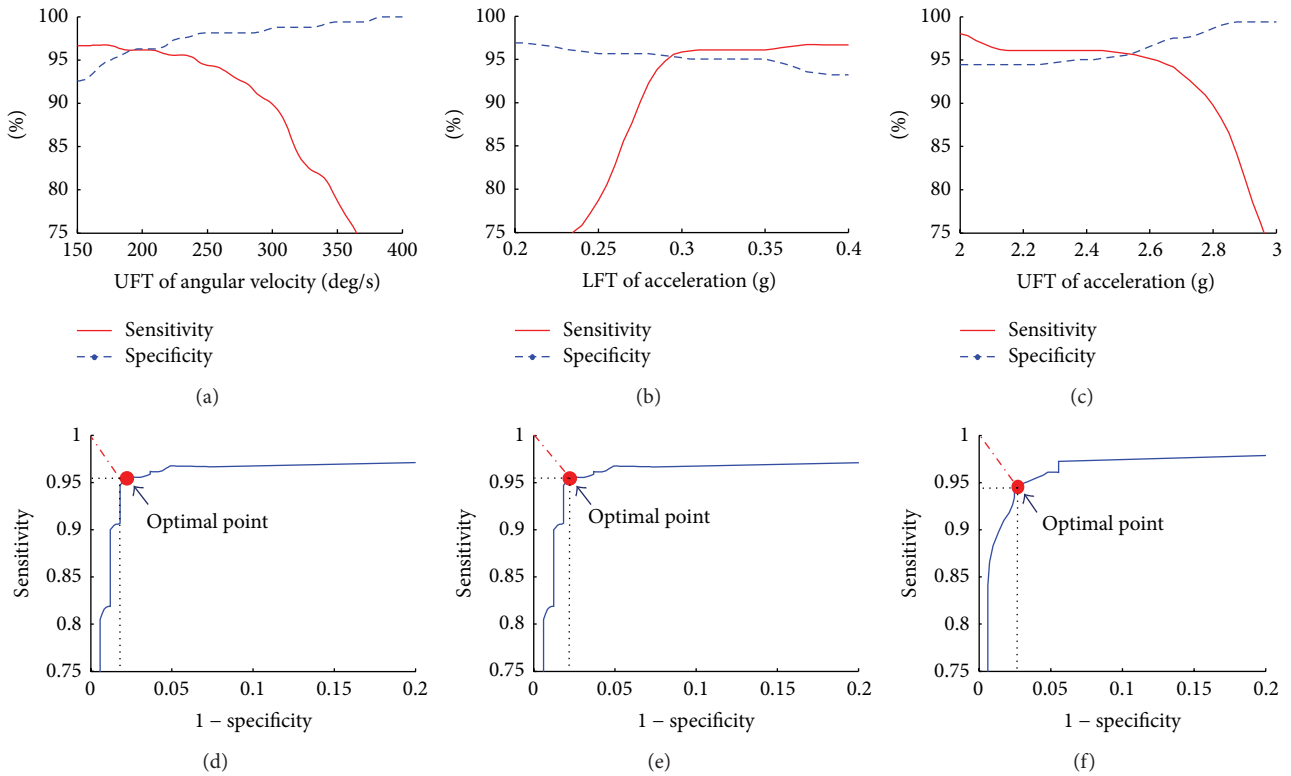 100
95
90
85
80
75
(%)
150 200 250 300 350 400
UFT of angular velocity (deg/s)
Sensitivity
Specificity
(a)
100
95
90
85
80
75
(%)
0.2 0.25 0.3 0.35 0.4
LFT of acceleration (g)
Sensitivity
Specificity
(b)
100
95
90
85
80
75
(%)
2 2.2 2.4 2.6 2.8 3
UFT of acceleration (g)
Sensitivity
Specificity
(c)
1
0.95
0.9
0.85
0.8
0.75
Sensitivity
Optimal point
0 0.05 0.1 0.15 0.2
1 − specificity
(d)
1
0.95
0.9
0.85
0.8
0.75
Sensitivity
Optimal point
0 0.05 0.1 0.15 0.2
1 − specificity
(e)
1
0.95
0.9
0.85
0.8
0.75
Sensitivity
Optimal point
0 0.05 0.1 0.15 0.2
1 − specificity
(f)